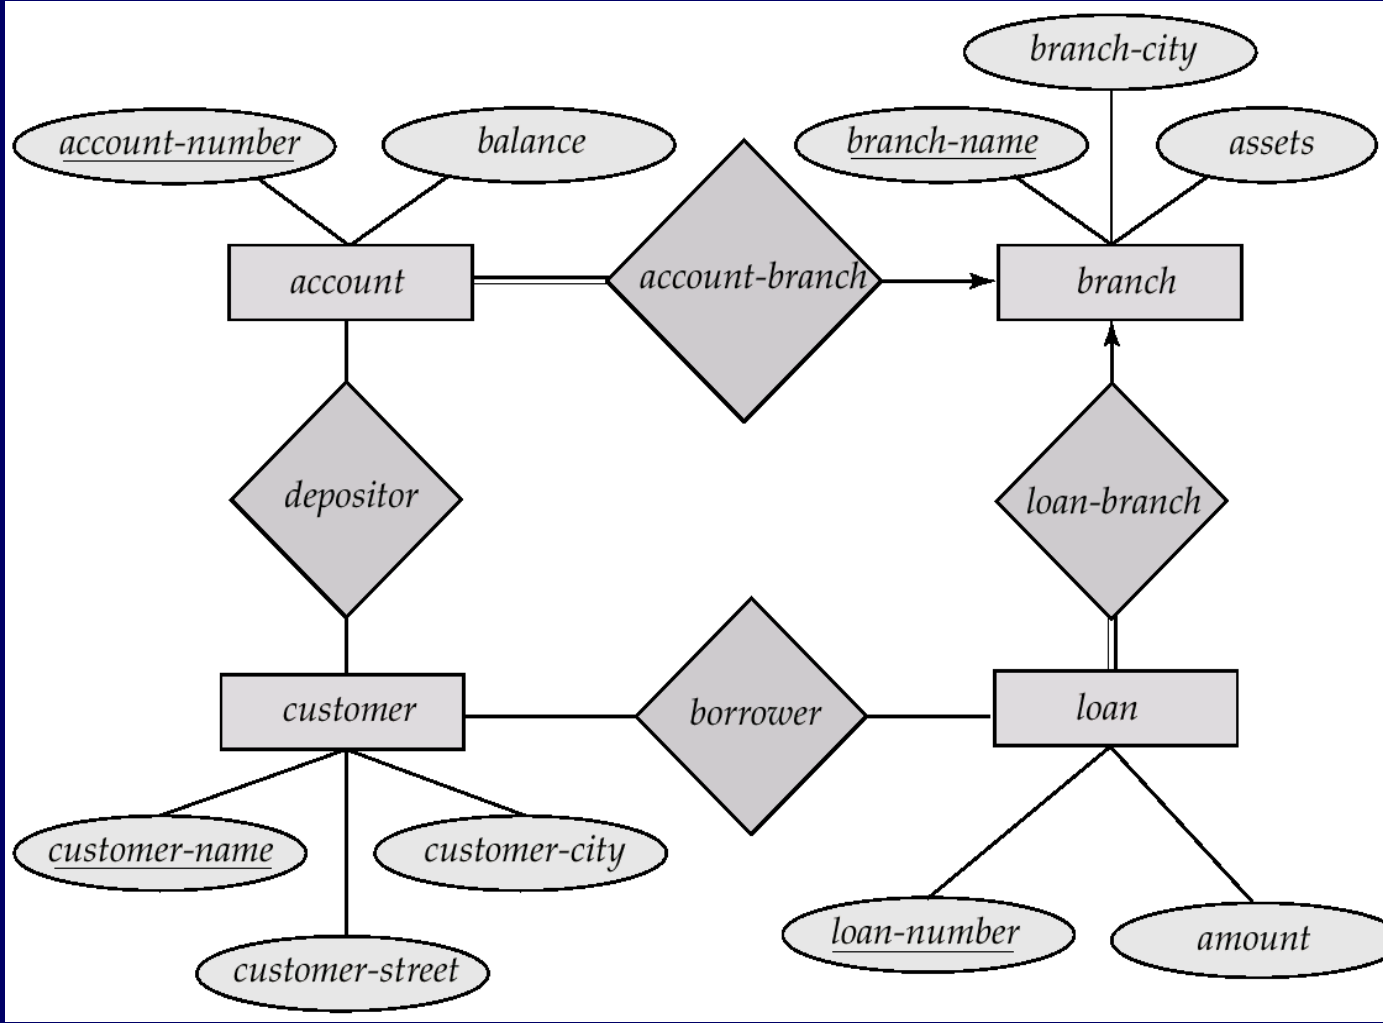 branch-city
account-number
balance
branch-name
assets
account
account-branch
branch
depositor
loan-branch
customer
borrower
loan
customer-name
customer-city
loan-number
amount
customer-street